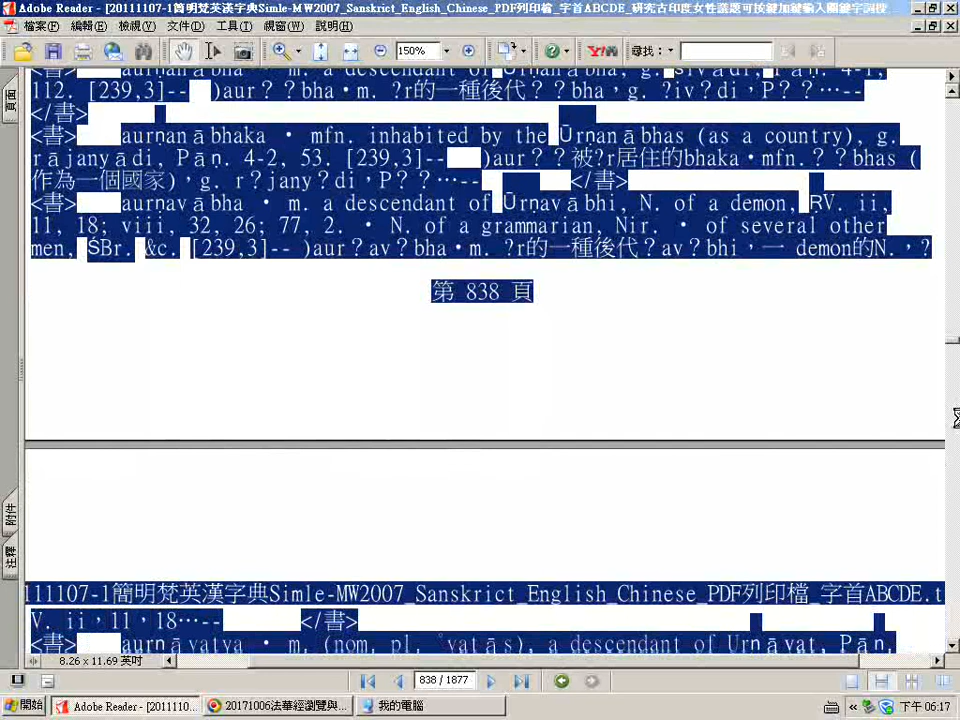 Adobe Reader - [20111107-1簡明梵英漢字典Simle-MW2007_Sanskrict_English_Chinese_PDF列印檔_字首ABCDE_研究古印度女性議題可按鍵加鍵輸入關鍵字詞搜
檔案(F) 編輯(E) 檢視(V) 文件(D) 工具(T) 視窗(W) 說明(H)
150% 尋找:
頁面
<書> aurṇanābha • m. a descendant of Ūrṇanābha, g. śivādi, Pāṇ. 4-1,
112. [239,3]-- )aur??bha•m. ?r的一種後代??bha,g. ?iv?di,P??…--
</書>
<書> aurṇanābhaka • mfn. inhabited by the Ūrṇanābhas (as a country), g.
rājanyādi, Pāṇ. 4-2, 53. [239,3]-- )aur??被?r居住的bhaka•mfn.??bhas (
作為一個國家),g. r?jany?di,P??…-- </書>
<書> aurṇavābha • m. a descendant of Ūrṇavābhi, N. of a demon, ṚV. ii,
11, 18; viii, 32, 26; 77, 2. • N. of a grammarian, Nir. • of several other
men, ŚBr. &c. [239,3]-- )aur?av?bha•m. ?r的一種後代?av?bhi,一 demon的N.,?
第 838 頁
附件
註釋
111107-1簡明梵英漢字典Simle-MW2007_Sanskrict_English_Chinese_PDF列印檔_字首ABCDE.t
V. ii,11,18…-- </書>
<書> aurṇāvatya • m. (nom. pl. °vatās), a descendant of Urṇāvat, Pāṇ.
8.26 x 11.69 英吋
838 / 1877
開始 Adobe Reader - [2011110... 20171006法華經瀏覽與... 我的電腦 下午 06:17